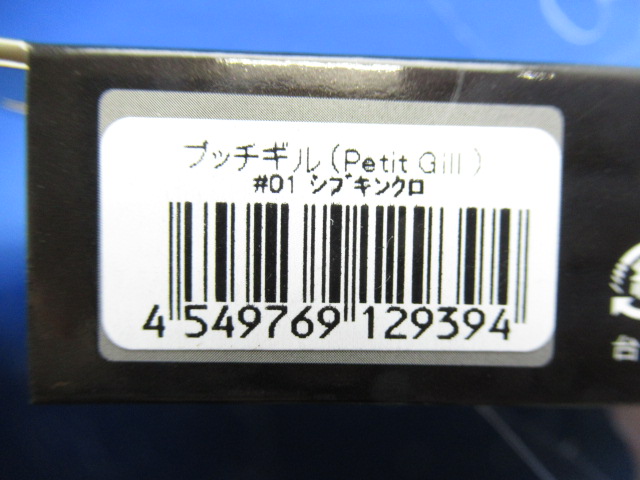 プッチギル (Petit Gill )
#01 シブキンクロ
4 549769 129394